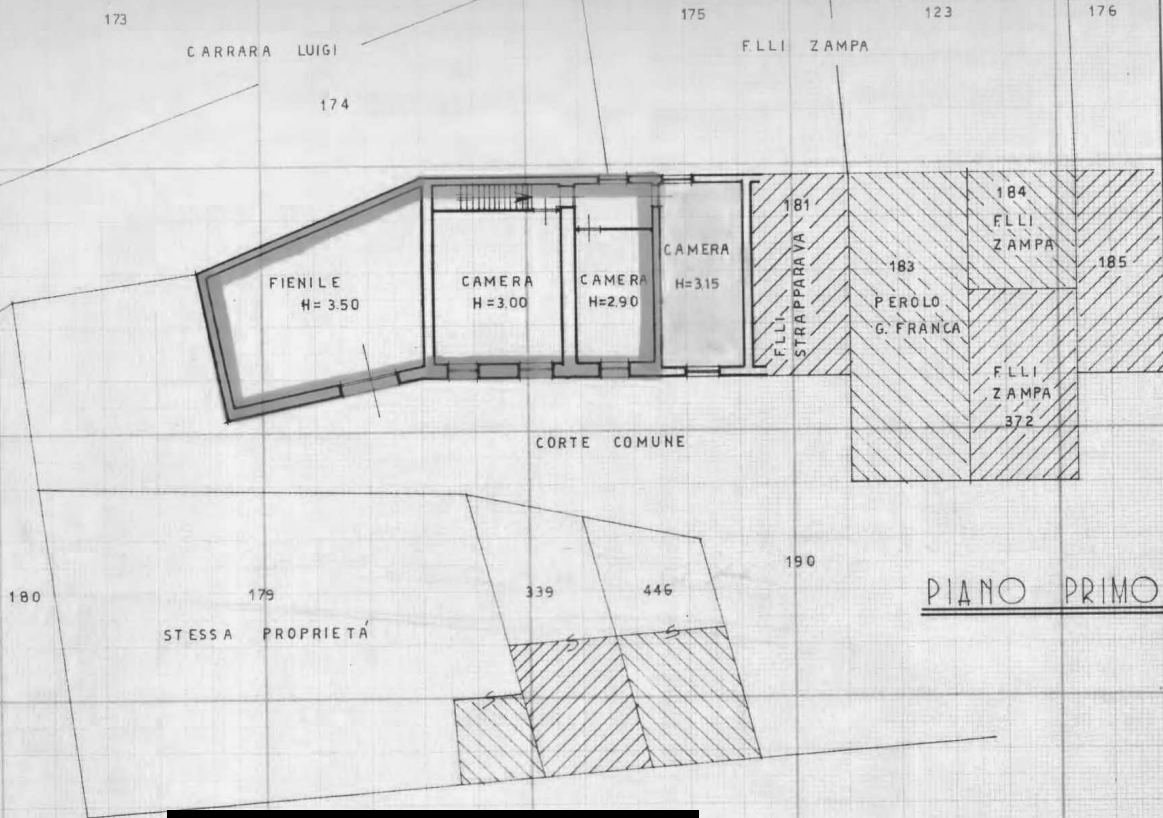 173
175
123
176
CARRARA LUIGI
F.LLI ZAMPA
174
181
F.LLI
STRAPPARAVA
183
PEROLO
G. FRANCA
184
F.LLI
ZAMPA
185
FIENILE
H=3.50
CAMERA
H=3,00
CAMERA
H=2.90
CAMERA
H=3.15
F.LLI
ZAMPA
372
CORTE COMUNE
180
179
339
446
190
STESSA PROPRIETÁ
PIANO PRIMO
S
S
S